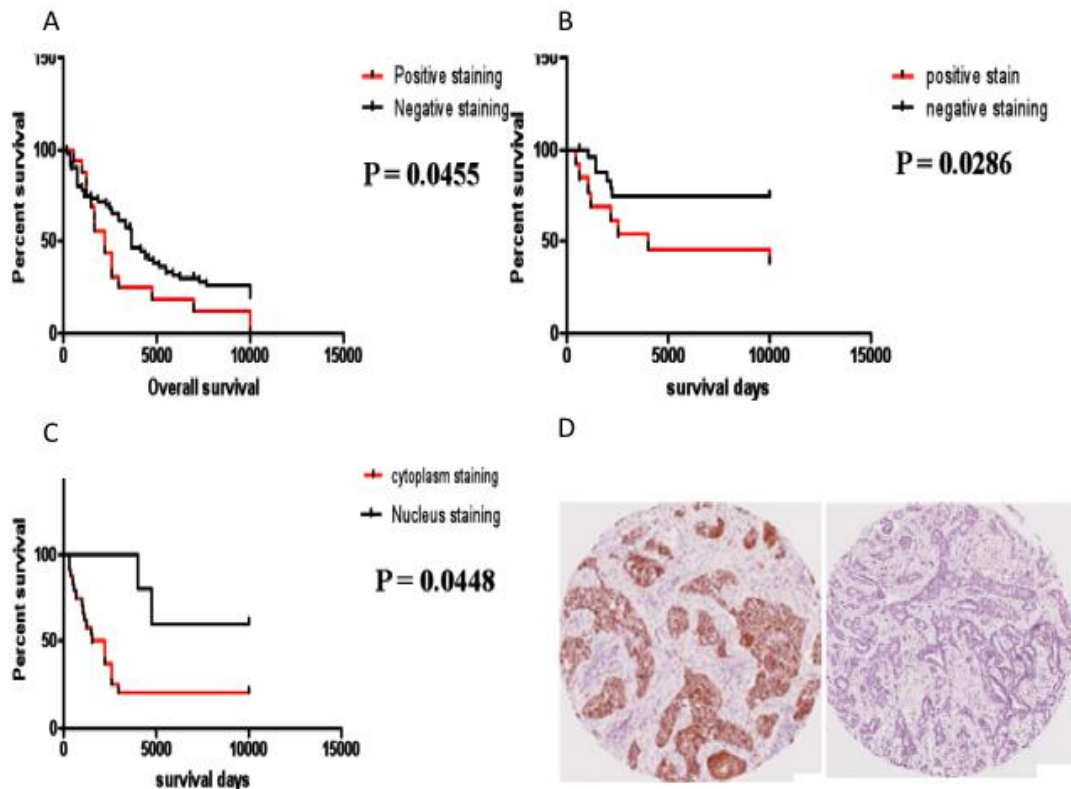 A
Percent survival
150
100
50
0
0 5000 10000 15000
Overall survival
Positive staining
Negative staining
P = 0.0455
B
Percent survival
150
100
50
0
0 5000 10000 15000
survival days
positive stain
negative staining
P = 0.0286
C
Percent survival
100
50
0
0 5000 10000 15000
survival days
cytoplasm staining
Nucleus staining
P = 0.0448
D